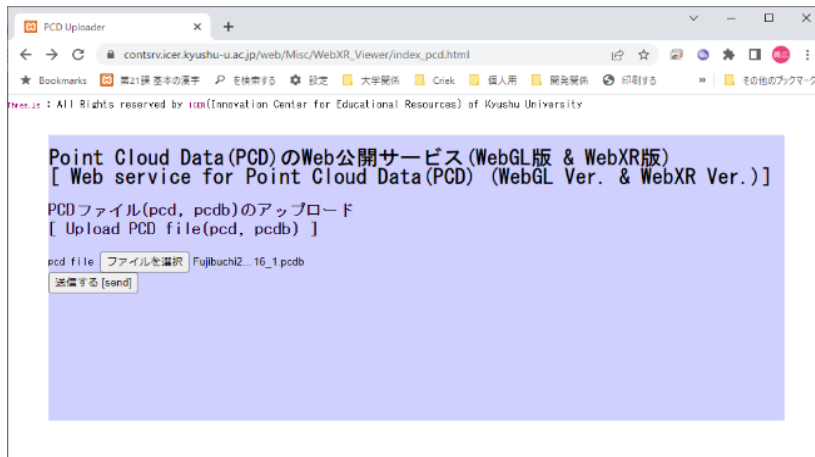 PCD Uploader
contsrv.icer.kyushu-u.ac.jp/web/Misc/WebXR_Viewer/index_pcd.html
Bookmarks 第21課 基本の漢字 を検索する 設定 大学関係 Criek 個人用 開発関係 印刷する » その他のブックマーク
Three.js : All Rights reserved by ICER(Innovation Center for Educational Resources) of Kyushu University
Point Cloud Data(PCD)のWeb公開サービス(WebGL版 & WebXR版)
[ Web service for Point Cloud Data(PCD) (WebGL Ver. & WebXR Ver.)]
PCDファイル(pcd, pcdb)のアップロード
[ Upload PCD file(pcd, pcdb) ]
pcd file ファイルを選択 Fujibuchi2...16_1.pcdb
送信する [send]